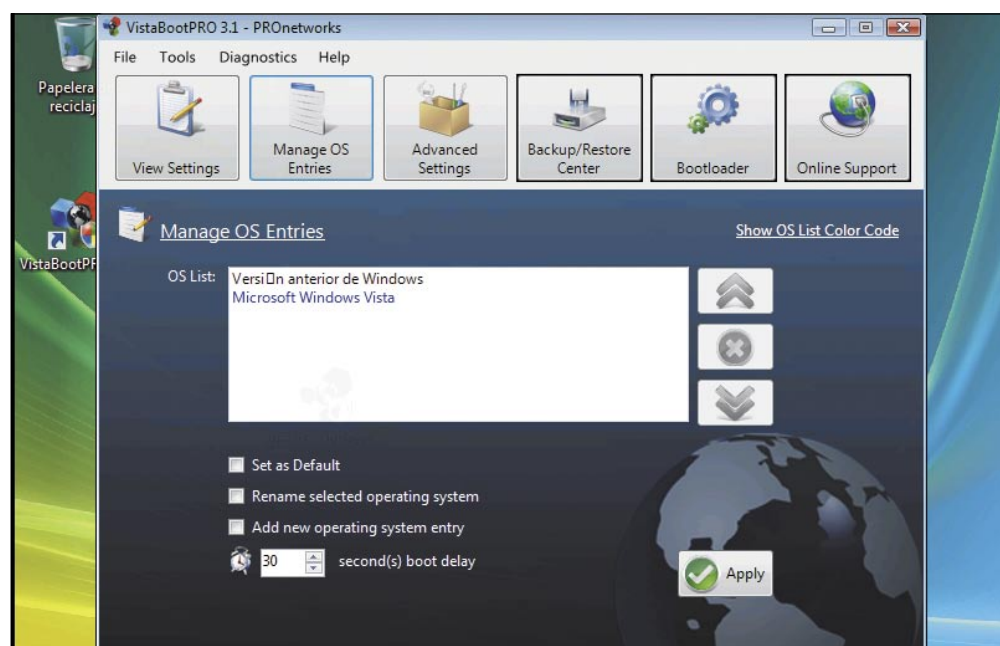 VistaBootPRO 3.1 - PROnetworks
File Tools Diagnostics Help
Papelera
reciclaj
View Settings
Manage OS
Entries
Advanced
Settings
Backup/Restore
Center
Bootloader
Online Support
VistaBootPR
Manage OS Entries
Show OS List Color Code
OS List:
Versi▯n anterior de Windows
Microsoft Windows Vista
Set as Default
Rename selected operating system
Add new operating system entry
30 second(s) boot delay
Apply